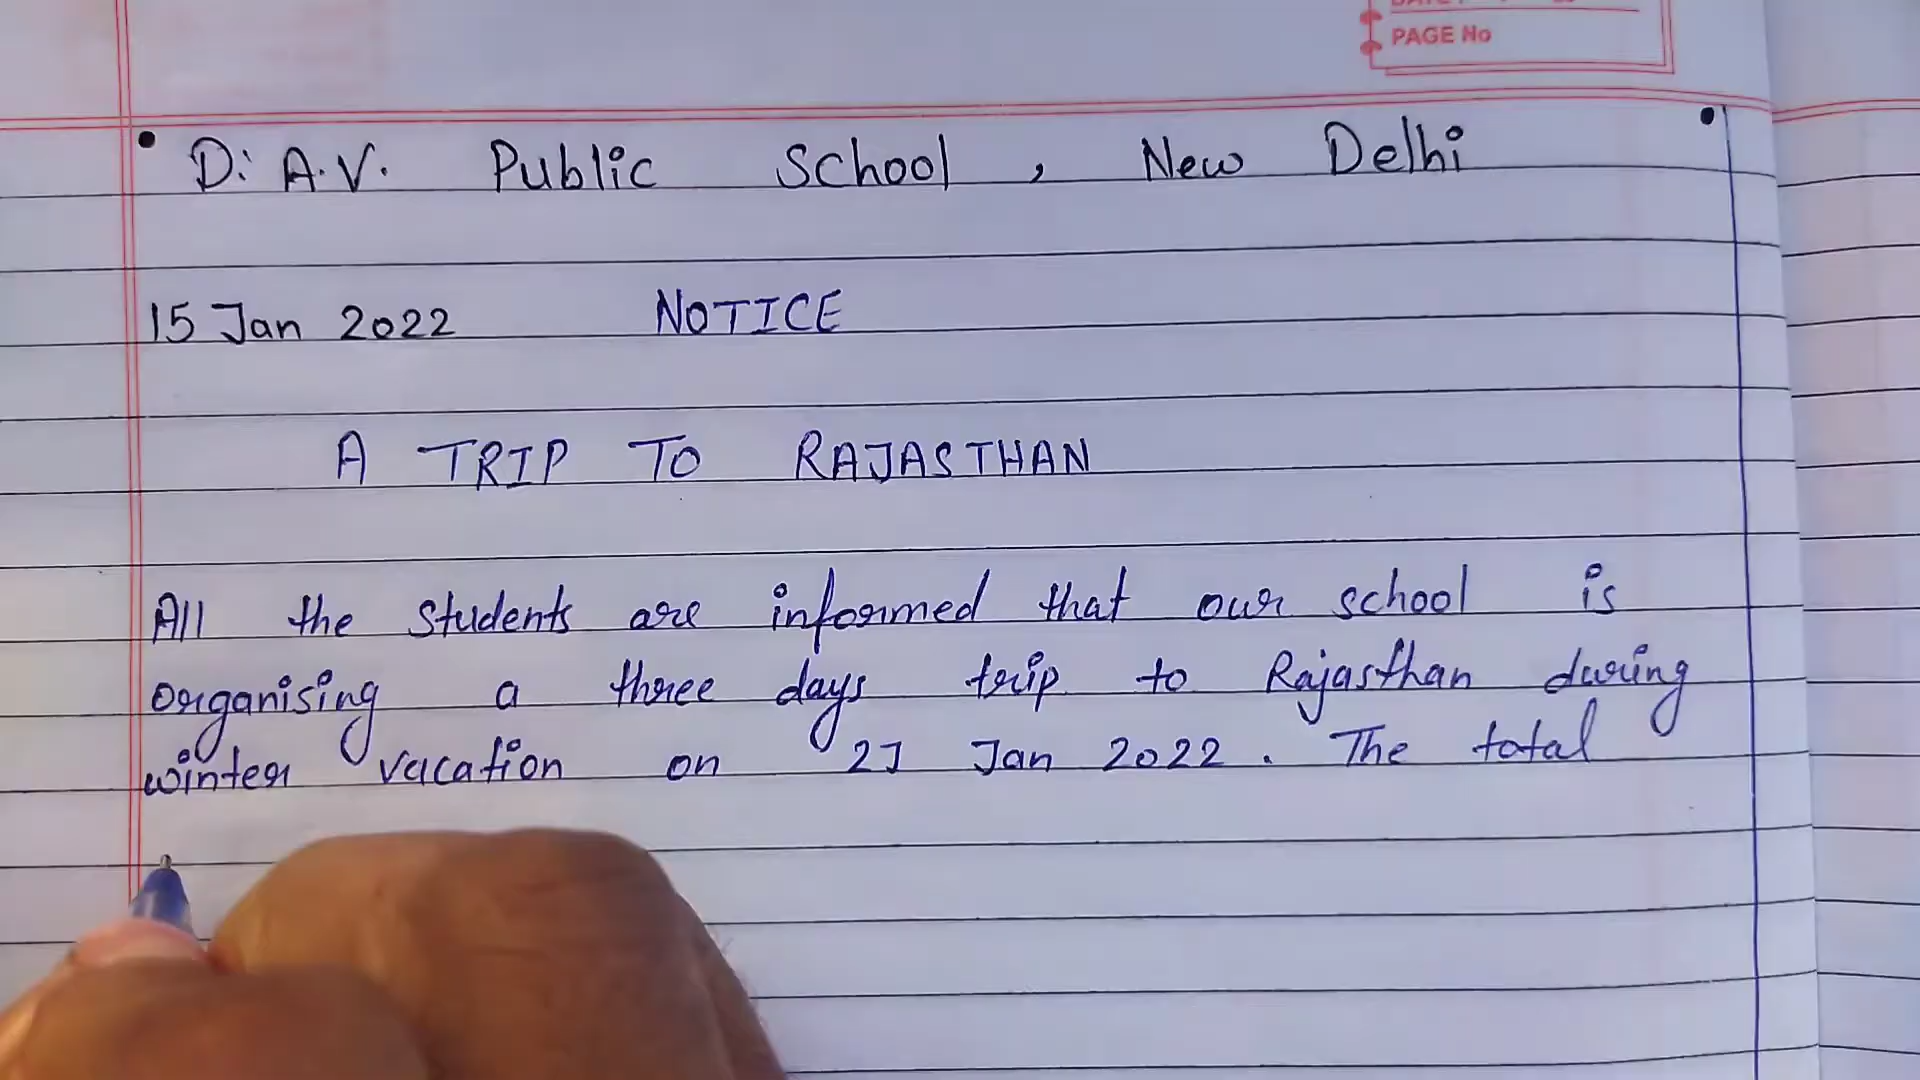 PAGE No
D. A.V. Public School, New Delhi
15 Jan 2022 NOTICE
A TRIP TO RAJASTHAN
All the students are informed that our school is
organising a three days trip to Rajasthan during
winter vacation on 2J Jan 2022. The total